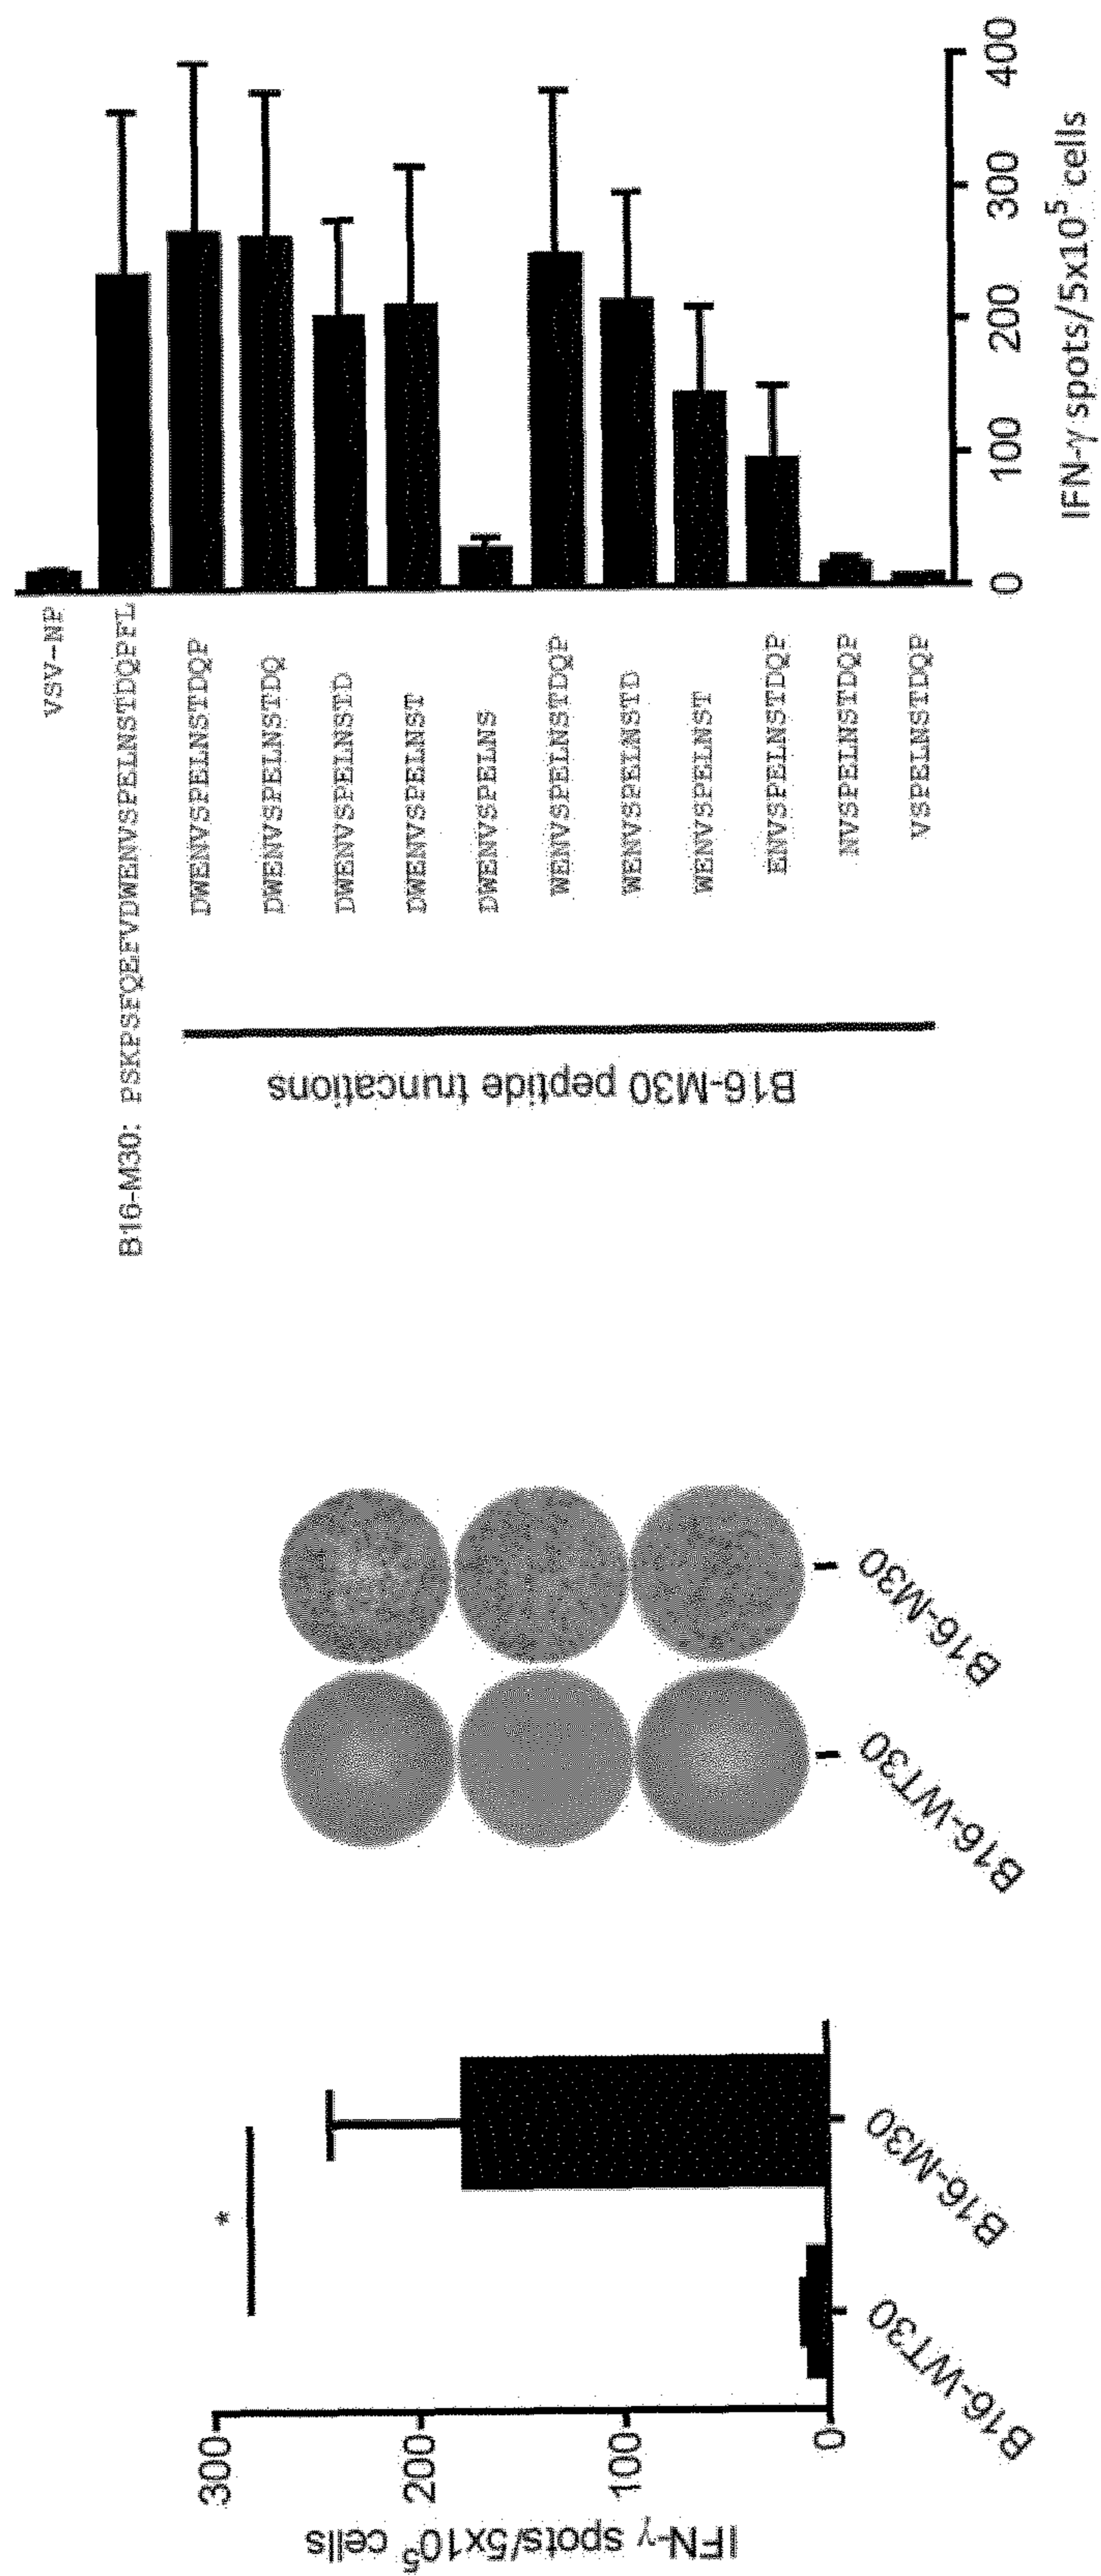 IFN-γ spots/5x10⁵ cells
300
200
100
0
*
B16-WT30
B16-M30
B16-WT30
B16-M30
VSV-NP
B16-M30: PSKPSFQEFVDWENVSPELNSTDQPFL
DWENVSPELNSTDQP
DWENVSPELNSTDQ
DWENVSPELNSTD
DWENVSPELNST
DWENVSPELNS
WENVSPELNSTDQP
WENVSPELNSTD
WENVSPELNST
ENVSPELNSTDQP
NVSPELNSTDQP
VSPELNSTDQP
B16-M30 peptide truncations
0
100
200
300
400
IFN-γ spots/5x10⁵ cells